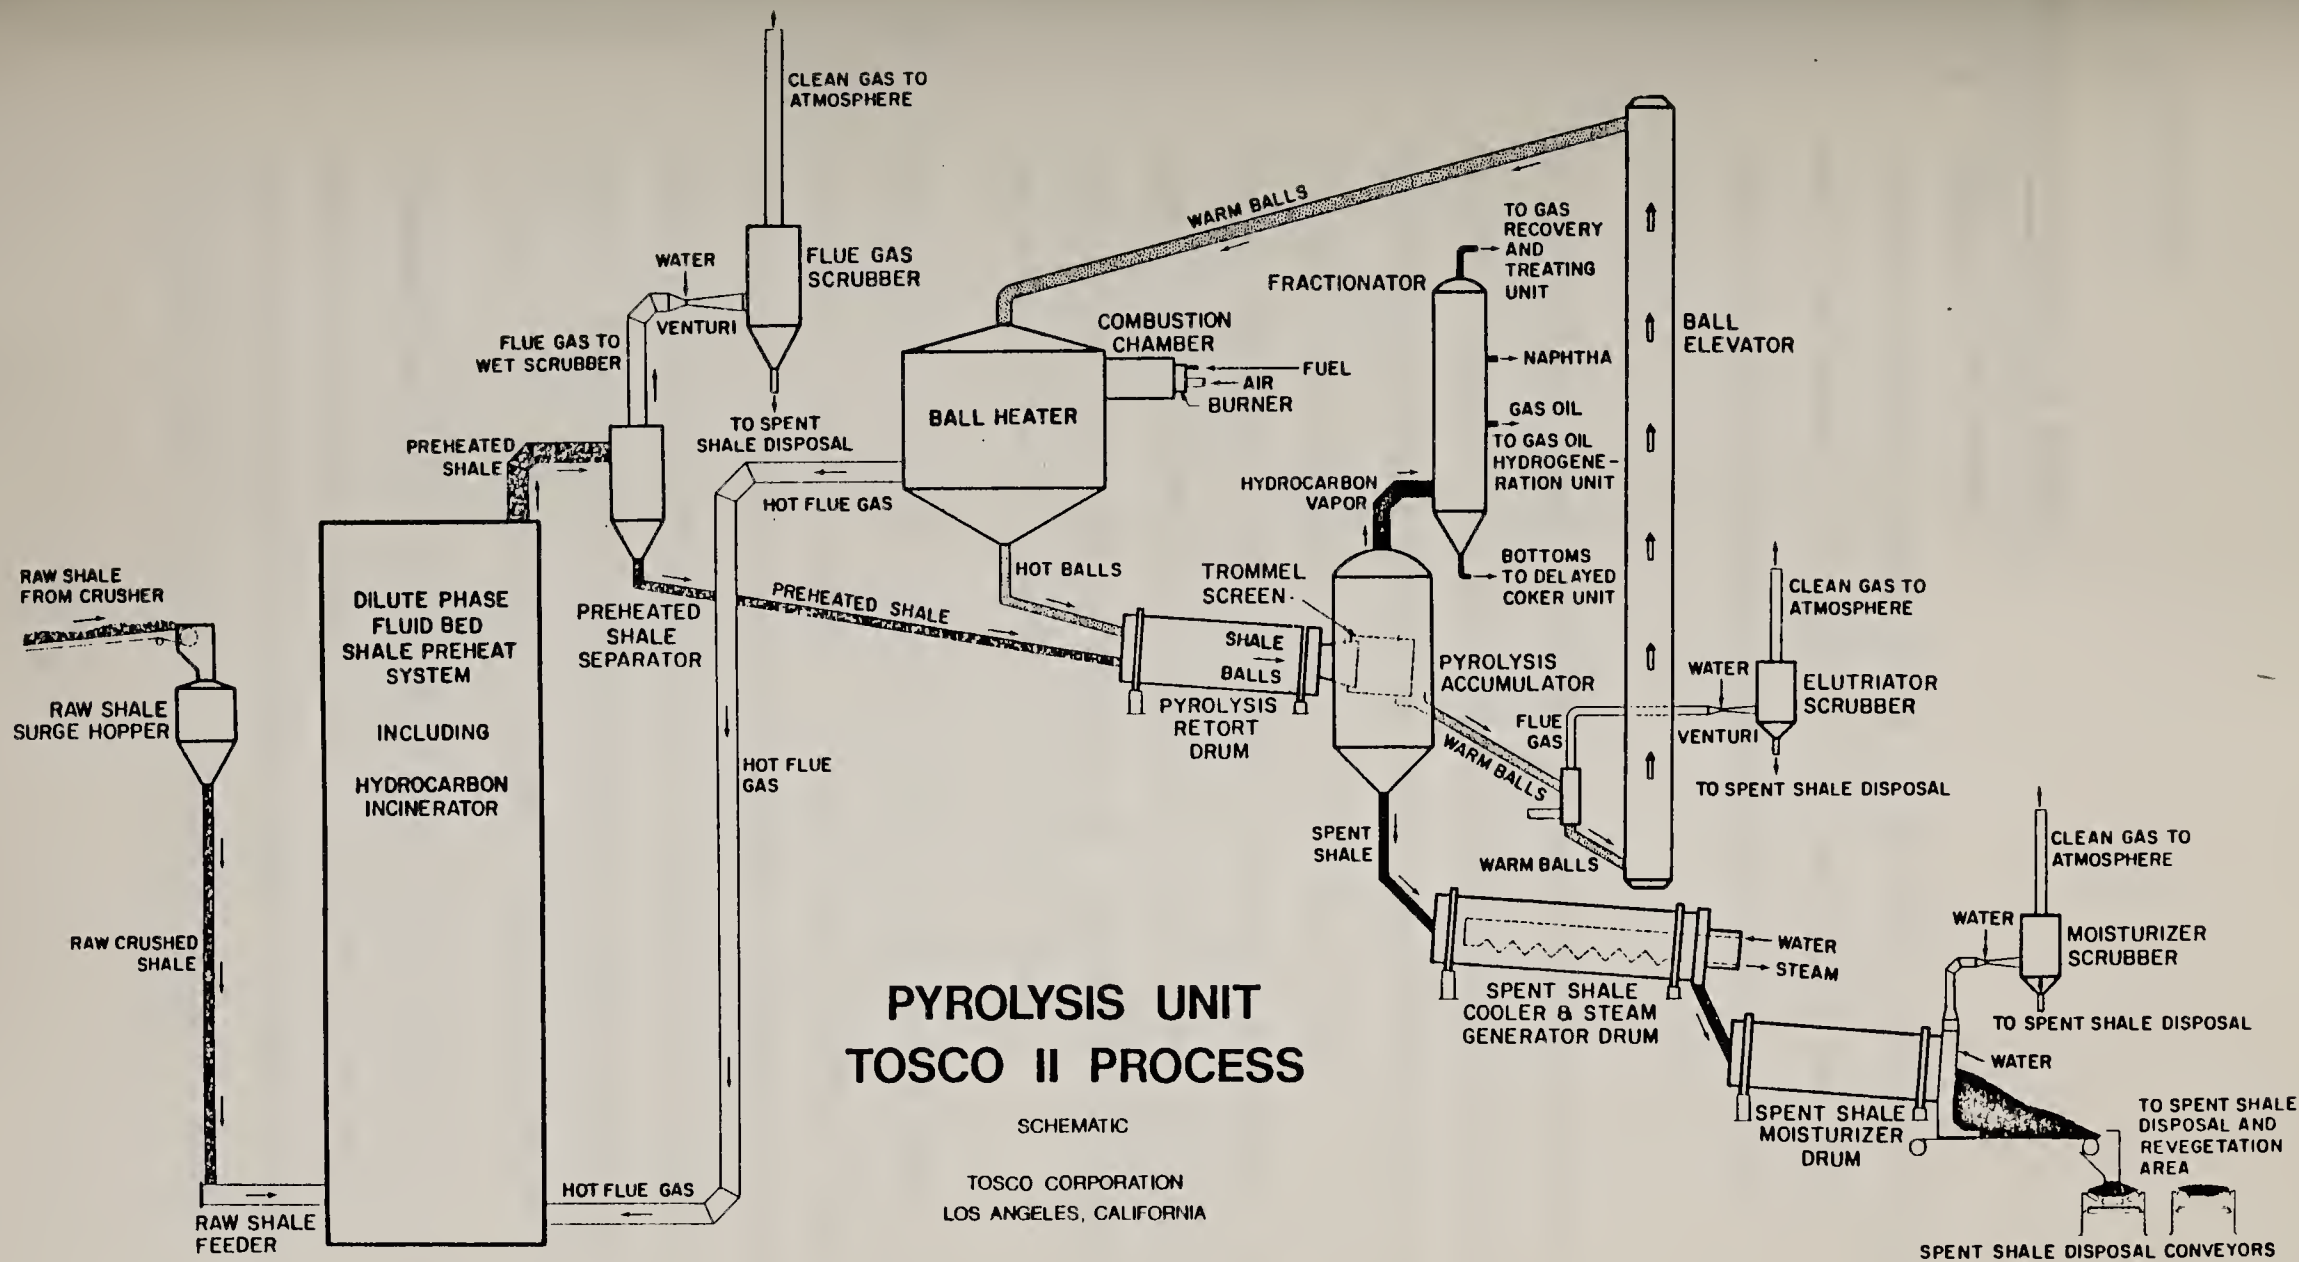 CLEAN GAS TO
ATMOSPHERE
FLUE GAS
SCRUBBER
WATER
VENTURI
FLUE GAS TO
WET SCRUBBER
TO SPENT
SHALE DISPOSAL
PREHEATED
SHALE
RAW SHALE
FROM CRUSHER
RAW SHALE
SURGE HOPPER
RAW CRUSHED
SHALE
RAW SHALE
FEEDER
DILUTE PHASE
FLUID BED
SHALE PREHEAT
SYSTEM
INCLUDING
HYDROCARBON
INCINERATOR
PREHEATED
SHALE
SEPARATOR
PREHEATED SHALE
HOT FLUE GAS
HOT FLUE
GAS
HOT FLUE GAS
WARM BALLS
BALL HEATER
COMBUSTION
CHAMBER
FUEL
AIR
BURNER
HOT BALLS
SHALE
BALLS
PYROLYSIS
RETORT
DRUM
TROMMEL
SCREEN
PYROLYSIS
ACCUMULATOR
HYDROCARBON
VAPOR
FRACTIONATOR
TO GAS
RECOVERY
AND
TREATING
UNIT
NAPHTHA
GAS OIL
TO GAS OIL
HYDROGENE-
RATION UNIT
BOTTOMS
TO DELAYED
COKER UNIT
BALL
ELEVATOR
WARM BALLS
FLUE
GAS
WARM BALLS
WATER
VENTURI
CLEAN GAS TO
ATMOSPHERE
ELUTRIATOR
SCRUBBER
TO SPENT SHALE DISPOSAL
SPENT
SHALE
WATER
STEAM
SPENT SHALE
COOLER & STEAM
GENERATOR DRUM
CLEAN GAS TO
ATMOSPHERE
WATER
MOISTURIZER
SCRUBBER
TO SPENT SHALE DISPOSAL
WATER
SPENT SHALE
MOISTURIZER
DRUM
TO SPENT SHALE
DISPOSAL AND
REVEGETATION
AREA
SPENT SHALE DISPOSAL CONVEYORS
PYROLYSIS UNIT
TOSCO II PROCESS
SCHEMATIC
TOSCO CORPORATION
LOS ANGELES, CALIFORNIA